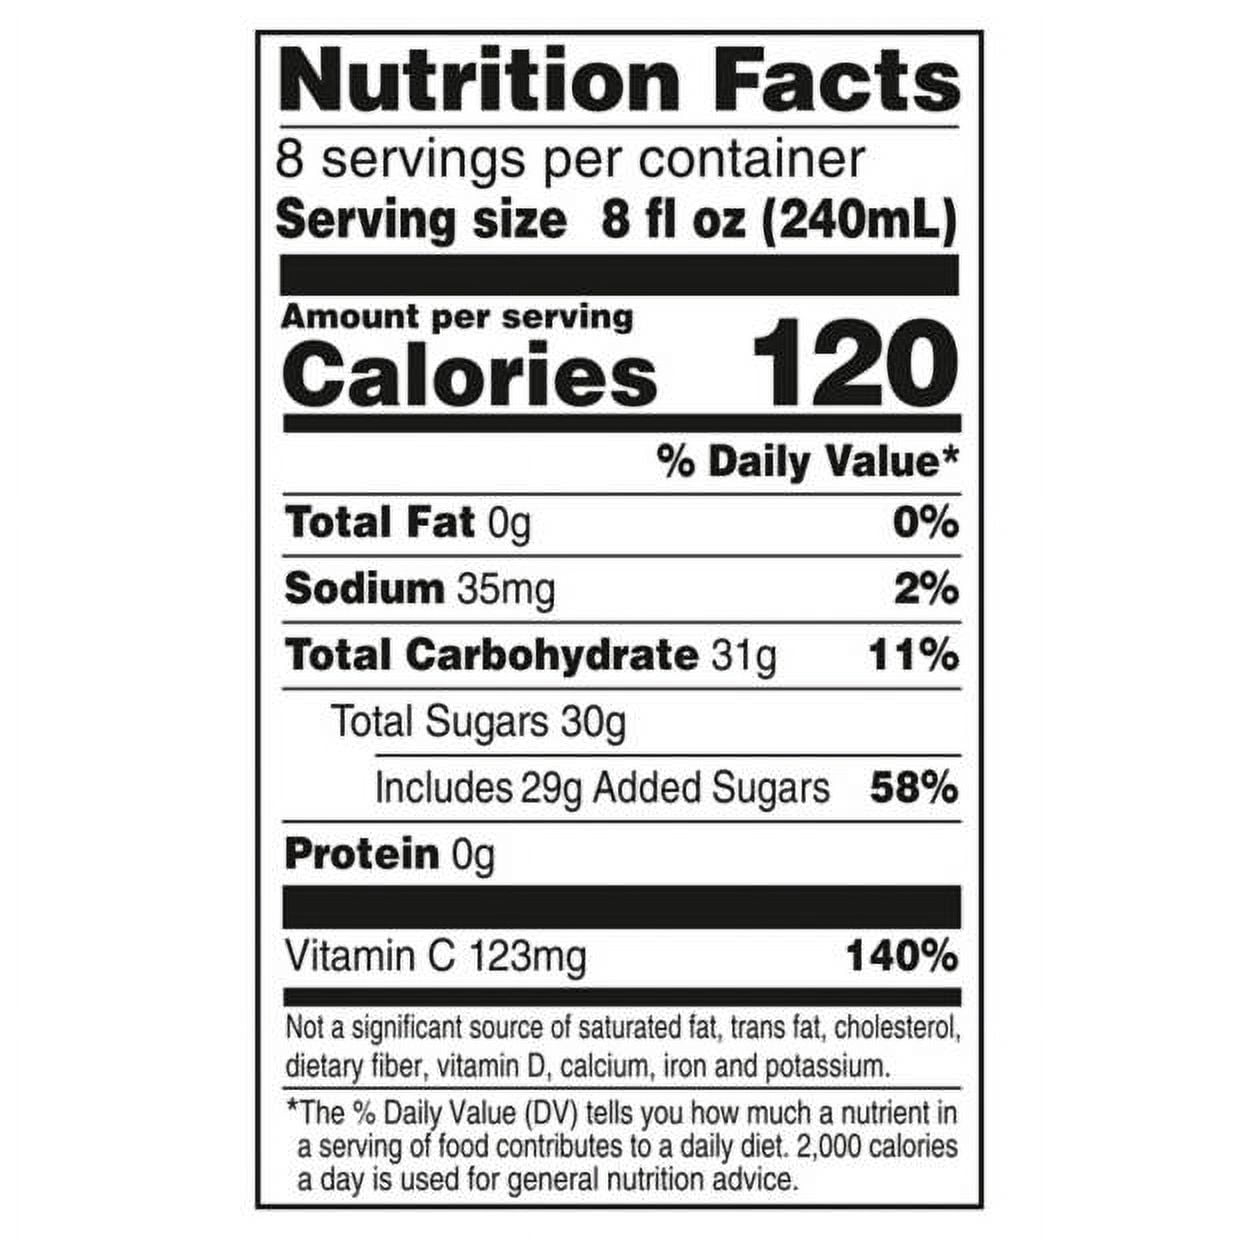 Nutrition Facts
8 servings per container
Serving size 8 fl oz (240mL)
Amount per serving
Calories 120
% Daily Value*
Total Fat 0g 0%
Sodium 35mg 2%
Total Carbohydrate 31g 11%
Total Sugars 30g
Includes 29g Added Sugars 58%
Protein 0g
Vitamin C 123mg 140%
Not a significant source of saturated fat, trans fat, cholesterol,
dietary fiber, vitamin D, calcium, iron and potassium.
*The % Daily Value (DV) tells you how much a nutrient in
a serving of food contributes to a daily diet. 2,000 calories
a day is used for general nutrition advice.